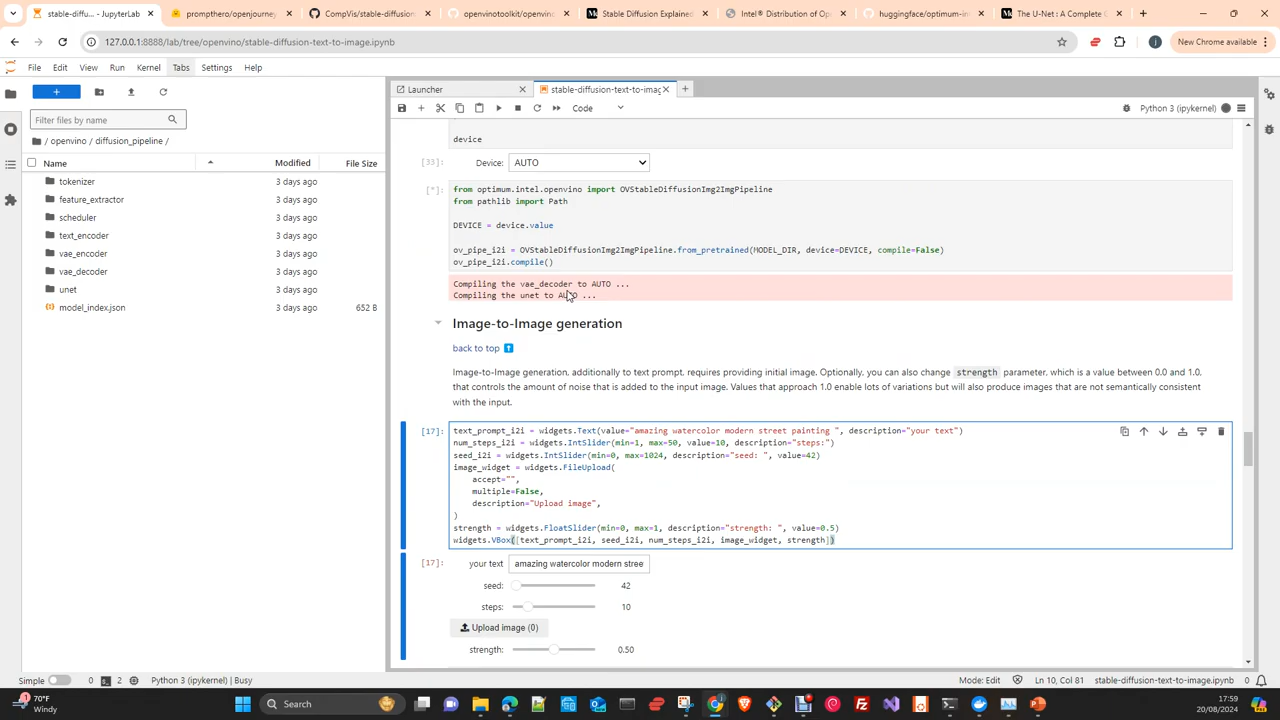 stable-diffusion-text-to-imag
stable-diff... - JupyterLab
prompthero/openjourney
CompVis/stable-diffusion
openvinotoolkit/openvino
Stable Diffusion Explained
Intel® Distribution of Op
huggingface/optimum-in
The U-Net : A Complete G
127.0.0.1:8888/lab/tree/openvino/stable-diffusion-text-to-image.ipynb
New Chrome available
File Edit View Run Kernel Tabs Settings Help
Launcher
stable-diffusion-text-to-imag
Code
Python 3 (ipykernel)
Filter files by name
/ openvino / diffusion_pipeline /
Name Modified File Size
tokenizer 3 days ago
feature_extractor 3 days ago
scheduler 3 days ago
text_encoder 3 days ago
vae_encoder 3 days ago
vae_decoder 3 days ago
unet 3 days ago
model_index.json 3 days ago 652 B
device
[33]: Device: AUTO
[*]: from optimum.intel.openvino import OVStableDiffusionImg2ImgPipeline
from pathlib import Path
DEVICE = device.value
ov_pipe_i2i = OVStableDiffusionImg2ImgPipeline.from_pretrained(MODEL_DIR, device=DEVICE, compile=False)
ov_pipe_i2i.compile()
Compiling the vae_decoder to AUTO ...
Compiling the unet to AUTO ...
Image-to-Image generation
back to top
Image-to-Image generation, additionally to text prompt, requires providing initial image. Optionally, you can also change strength parameter, which is a value between 0.0 and 1.0,
that controls the amount of noise that is added to the input image. Values that approach 1.0 enable lots of variations but will also produce images that are not semantically consistent
with the input.
[17]: text_prompt_i2i = widgets.Text(value="amazing watercolor modern street painting ", description="your text")
num_steps_i2i = widgets.IntSlider(min=1, max=50, value=10, description="steps:")
seed_i2i = widgets.IntSlider(min=0, max=1024, description="seed: ", value=42)
image_widget = widgets.FileUpload(
accept="",
multiple=False,
description="Upload image",
)
strength = widgets.FloatSlider(min=0, max=1, description="strength: ", value=0.5)
widgets.VBox([text_prompt_i2i, seed_i2i, num_steps_i2i, image_widget, strength])
[17]: your text amazing watercolor modern stree
seed: 42
steps: 10
Upload image (0)
strength: 0.50
Simple 0 2 Python 3 (ipykernel) | Busy
Mode: Edit Ln 10, Col 81 stable-diffusion-text-to-image.ipynb 0
70°F
Windy
Search
17:59
20/08/2024